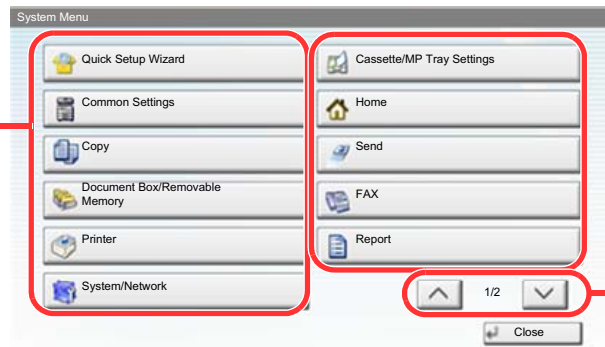 System Menu
Quick Setup Wizard
Cassette/MP Tray Settings
Common Settings
Home
Copy
Send
Document Box/Removable
Memory
FAX
Printer
Report
System/Network
1/2
Close